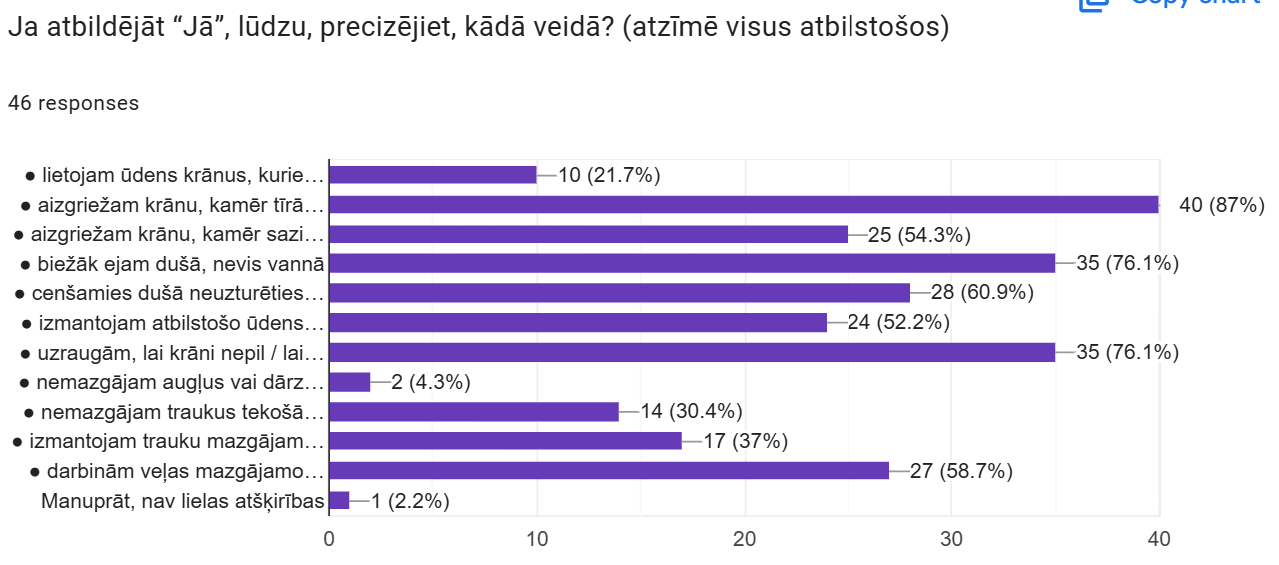 Ja atbildējāt “Jā”, lūdzu, precizējiet, kādā veidā? (atzīmē visus atbilstošos)
46 responses
● lietojam ūdens krānus, kurie… 10 (21.7%)
● aizgriežam krānu, kamēr tīrā… 40 (87%)
● aizgriežam krānu, kamēr sazi… 25 (54.3%)
● biežāk ejam dušā, nevis vannā 35 (76.1%)
● cenšamies dušā neuzturēties… 28 (60.9%)
● izmantojam atbilstošo ūdens… 24 (52.2%)
● uzraugām, lai krāni nepil / lai… 35 (76.1%)
● nemazgājam augļus vai dārz… 2 (4.3%)
● nemazgājam traukus tekošā… 14 (30.4%)
● izmantojam trauku mazgājam… 17 (37%)
● darbinām veļas mazgājamo… 27 (58.7%)
Manuprāt, nav lielas atšķirības 1 (2.2%)
0 10 20 30 40